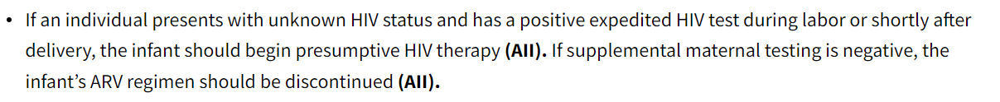 • If an individual presents with unknown HIV status and has a positive expedited HIV test during labor or shortly after
delivery, the infant should begin presumptive HIV therapy (AII). If supplemental maternal testing is negative, the
infant’s ARV regimen should be discontinued (AII).